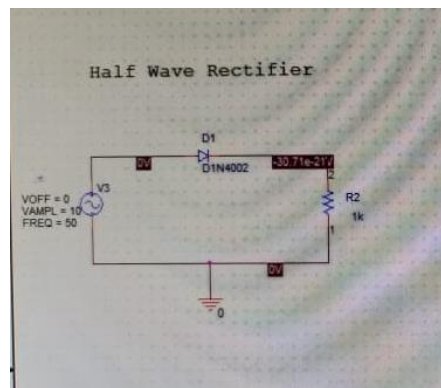 Half Wave Rectifier
D1
0V
D1N4002
-30.71e-21V
2
V3
VOFF = 0
VAMPL = 10
FREQ = 50
R2
1k
1
0V
0